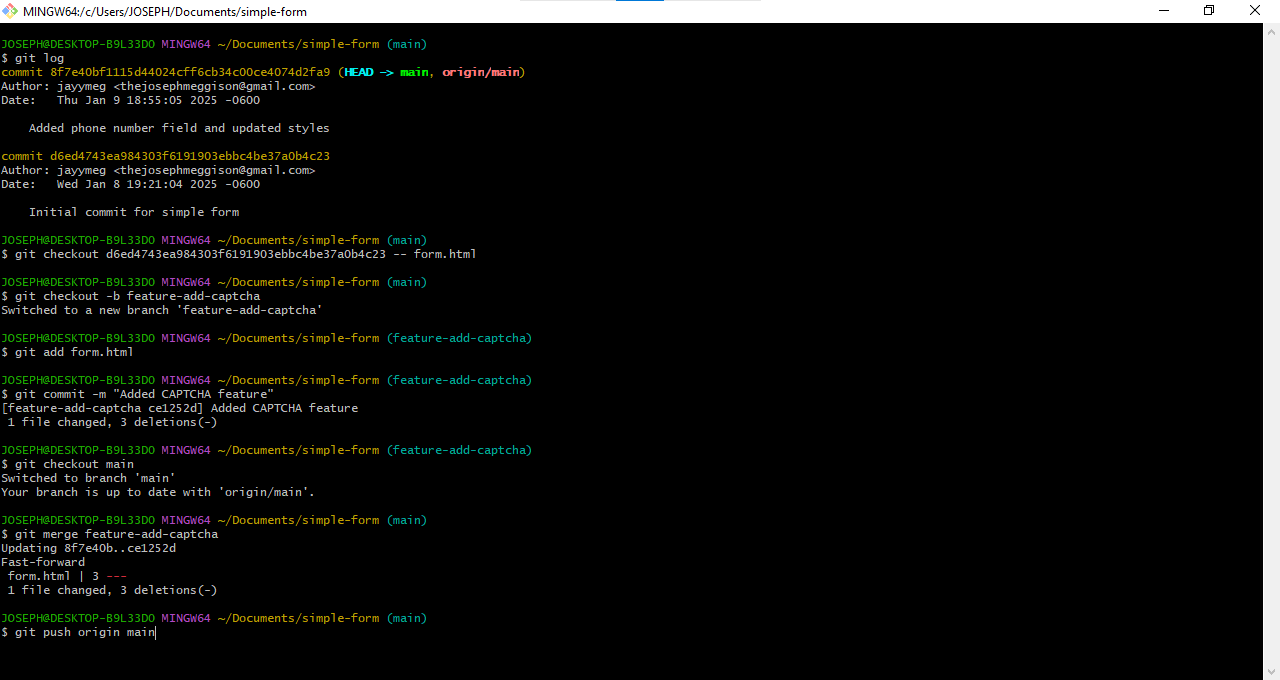 MINGW64:/c/Users/JOSEPH/Documents/simple-form
JOSEPH@DESKTOP-B9L33DO MINGW64 ~/Documents/simple-form (main)
$ git log
commit 8f7e40bf1115d44024cff6cb34c00ce4074d2fa9 (HEAD -> main, origin/main)
Author: jayymeg <thejosephmeggison@gmail.com>
Date:   Thu Jan 9 18:55:05 2025 -0600
    Added phone number field and updated styles
commit d6ed4743ea984303f6191903ebbc4be37a0b4c23
Author: jayymeg <thejosephmeggison@gmail.com>
Date:   Wed Jan 8 19:21:04 2025 -0600
    Initial commit for simple form
JOSEPH@DESKTOP-B9L33DO MINGW64 ~/Documents/simple-form (main)
$ git checkout d6ed4743ea984303f6191903ebbc4be37a0b4c23 -- form.html
JOSEPH@DESKTOP-B9L33DO MINGW64 ~/Documents/simple-form (main)
$ git checkout -b feature-add-captcha
Switched to a new branch 'feature-add-captcha'
JOSEPH@DESKTOP-B9L33DO MINGW64 ~/Documents/simple-form (feature-add-captcha)
$ git add form.html
JOSEPH@DESKTOP-B9L33DO MINGW64 ~/Documents/simple-form (feature-add-captcha)
$ git commit -m "Added CAPTCHA feature"
[feature-add-captcha ce1252d] Added CAPTCHA feature
 1 file changed, 3 deletions(-)
JOSEPH@DESKTOP-B9L33DO MINGW64 ~/Documents/simple-form (feature-add-captcha)
$ git checkout main
Switched to branch 'main'
Your branch is up to date with 'origin/main'.
JOSEPH@DESKTOP-B9L33DO MINGW64 ~/Documents/simple-form (main)
$ git merge feature-add-captcha
Updating 8f7e40b..ce1252d
Fast-forward
 form.html | 3 ---
 1 file changed, 3 deletions(-)
JOSEPH@DESKTOP-B9L33DO MINGW64 ~/Documents/simple-form (main)
$ git push origin main